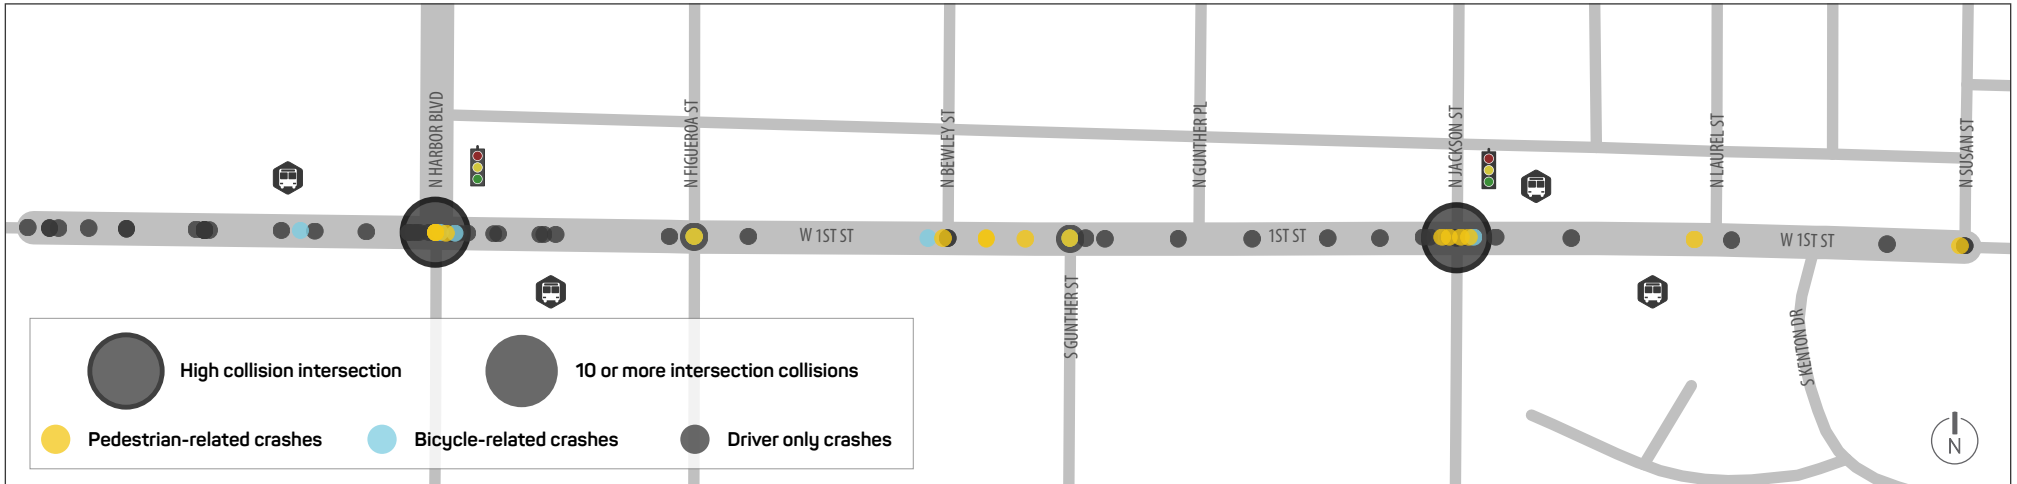 N HARBOR BLVD
N FIGUEROA ST
N BEWLEY ST
N GUNTHER PL
N JACKSON ST
N LAUREL ST
N SUSAN ST
W 1ST ST
1ST ST
W 1ST ST
S GUNTHER ST
S KENTON DR
High collision intersection
10 or more intersection collisions
Pedestrian-related crashes
Bicycle-related crashes
Driver only crashes
N